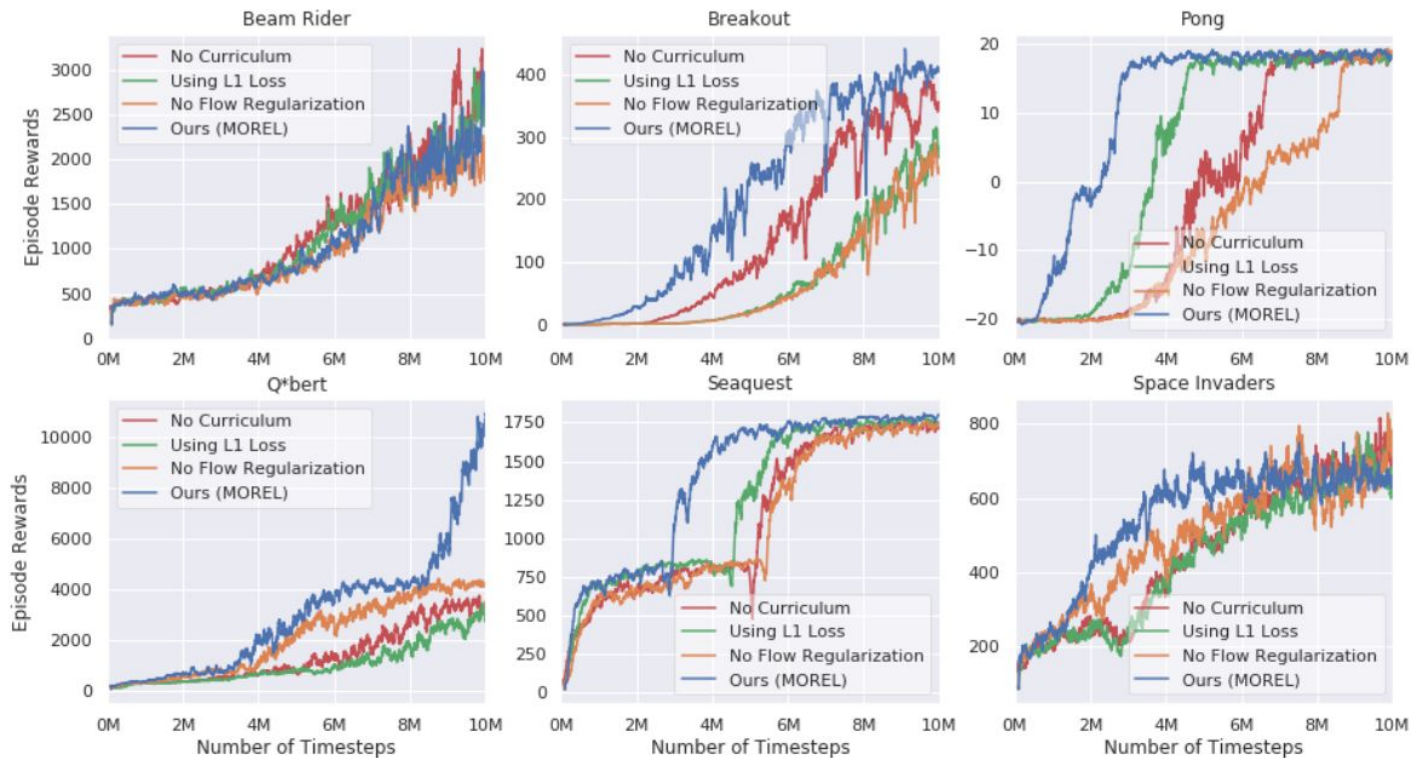 Beam Rider
Breakout
Pong
No Curriculum
Using L1 Loss
No Flow Regularization
Ours (MOREL)
Episode Rewards
3000
2500
2000
1500
1000
500
0
0M 2M 4M 6M 8M 10M
No Curriculum
Using L1 Loss
No Flow Regularization
Ours (MOREL)
400
300
200
100
0
0M 2M 4M 6M 8M 10M
20
10
0
−10
−20
No Curriculum
Using L1 Loss
No Flow Regularization
Ours (MOREL)
0M 2M 4M 6M 8M 10M
Q*bert
Seaquest
Space Invaders
No Curriculum
Using L1 Loss
No Flow Regularization
Ours (MOREL)
Episode Rewards
10000
8000
6000
4000
2000
0
0M 2M 4M 6M 8M 10M
Number of Timesteps
1750
1500
1250
1000
750
500
250
0
No Curriculum
Using L1 Loss
No Flow Regularization
Ours (MOREL)
0M 2M 4M 6M 8M 10M
Number of Timesteps
800
600
400
200
No Curriculum
Using L1 Loss
No Flow Regularization
Ours (MOREL)
0M 2M 4M 6M 8M 10M
Number of Timesteps